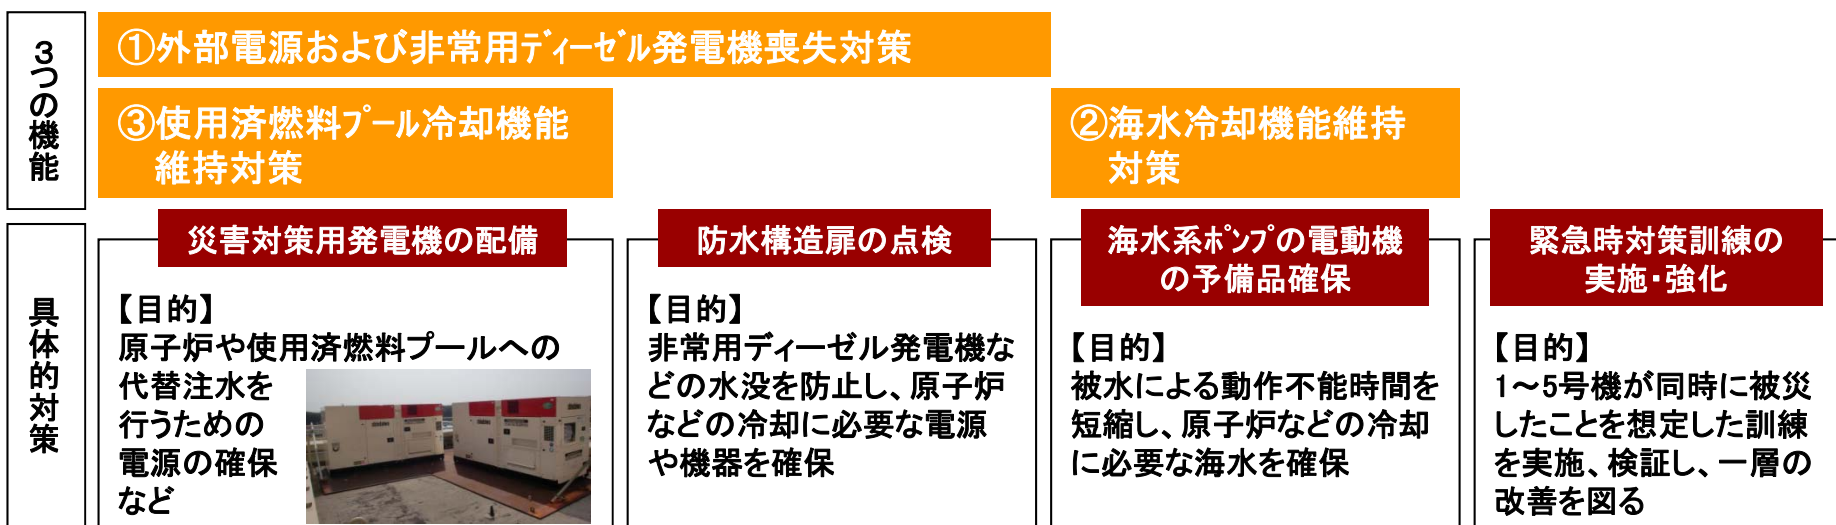 3つの機能
①外部電源および非常用ディーゼル発電機喪失対策
③使用済燃料プール冷却機能
維持対策
②海水冷却機能維持
対策
具体的対策
災害対策用発電機の配備
【目的】
原子炉や使用済燃料プールへの
代替注水を
行うための
電源の確保
など
防水構造扉の点検
【目的】
非常用ディーゼル発電機な
どの水没を防止し、原子炉
などの冷却に必要な電源
や機器を確保
海水系ポンプの電動機
の予備品確保
【目的】
被水による動作不能時間を
短縮し、原子炉などの冷却
に必要な海水を確保
緊急時対策訓練の
実施・強化
【目的】
1～5号機が同時に被災
したことを想定した訓練
を実施、検証し、一層の
改善を図る